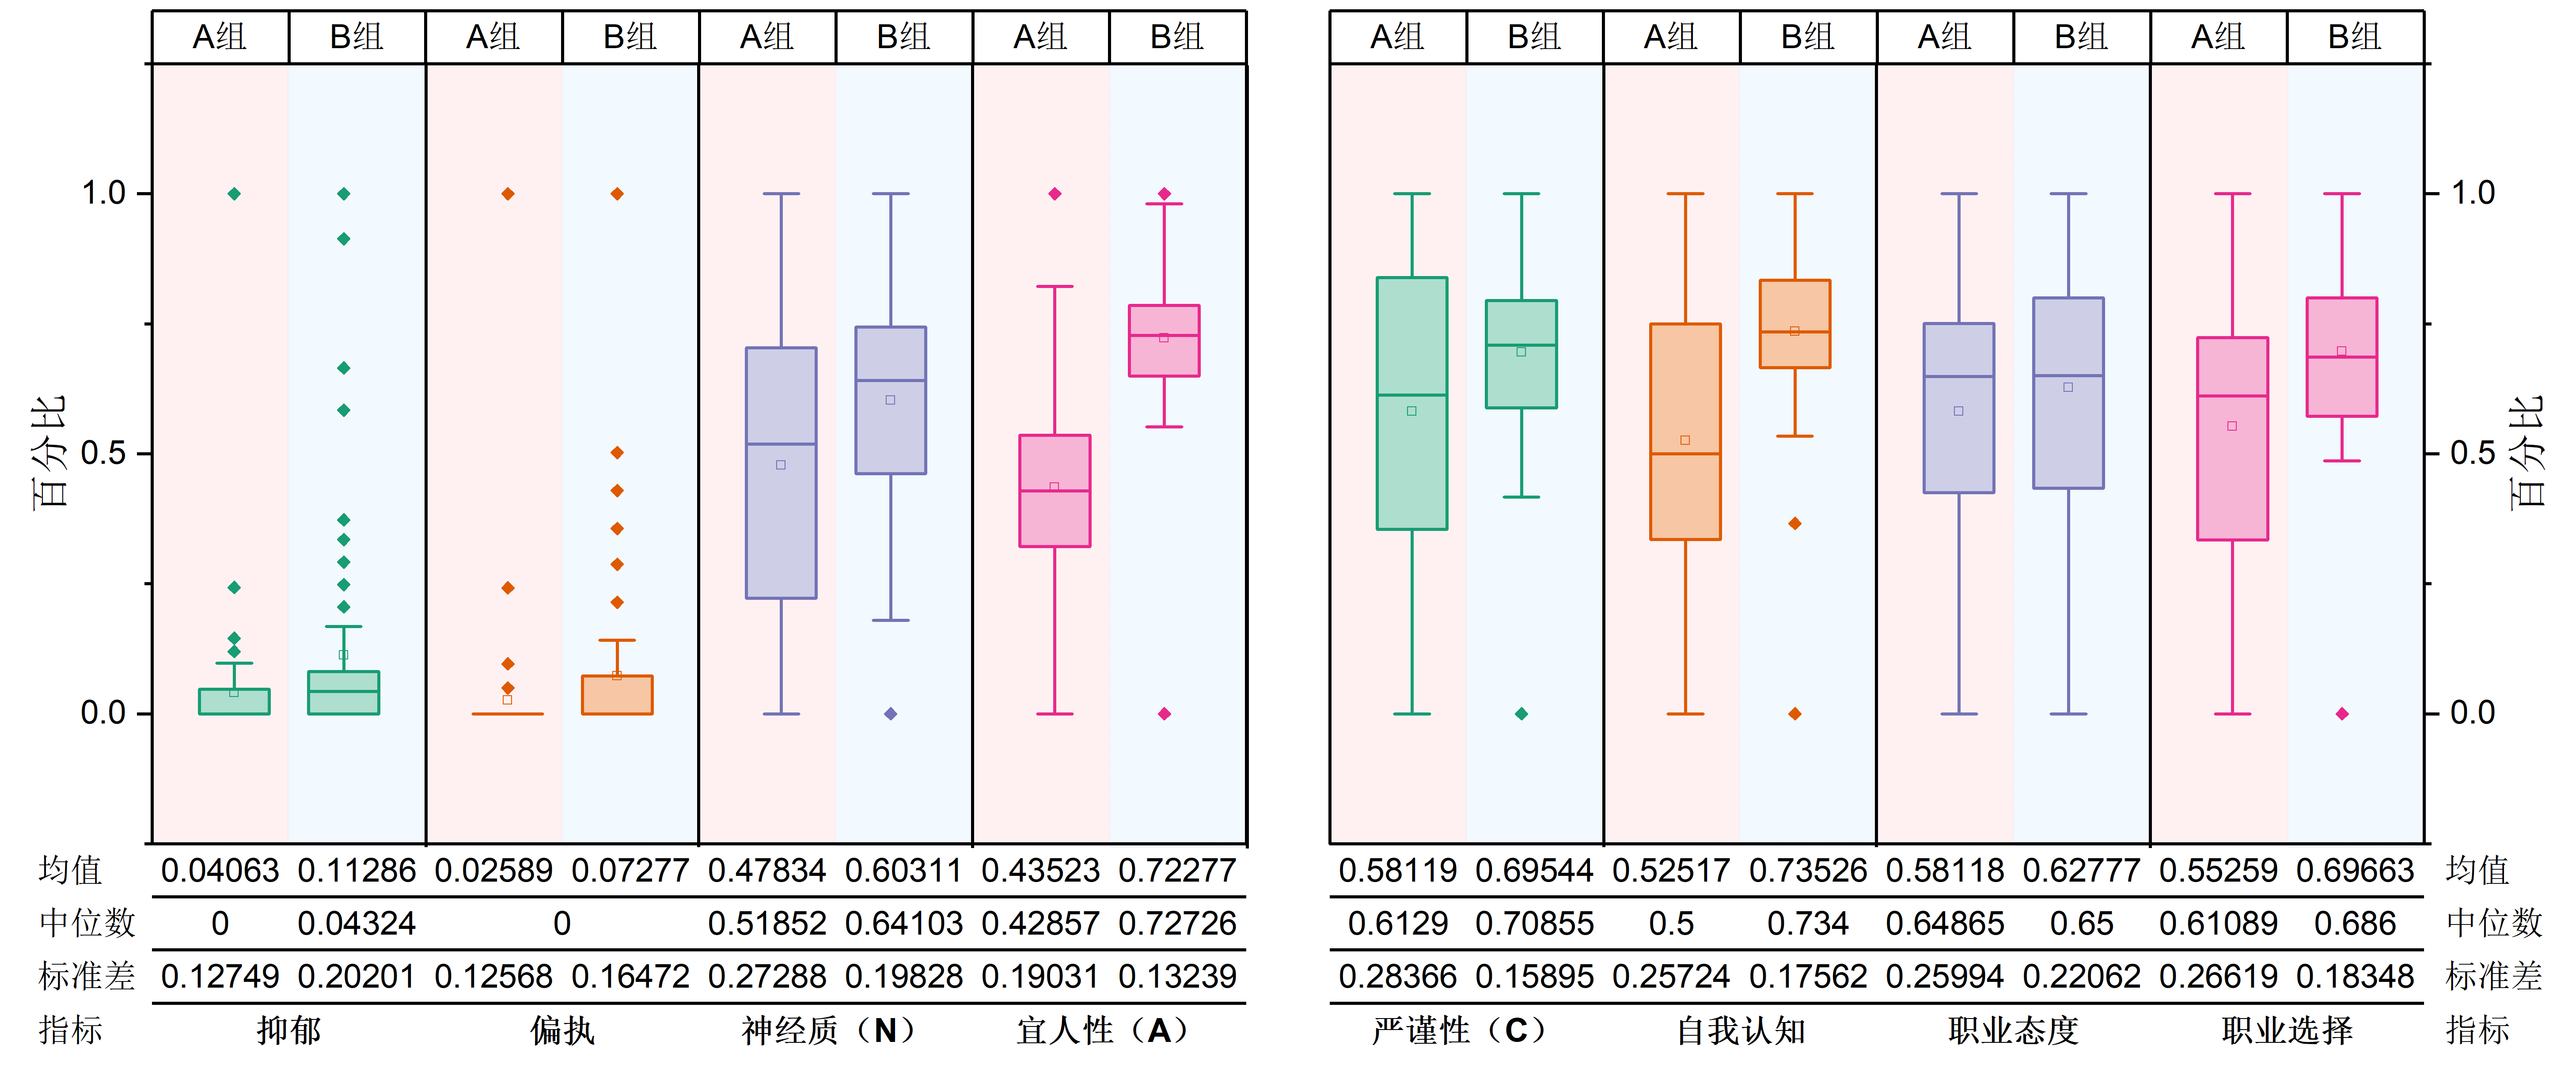 A组 B组 A组 B组 A组 B组 A组 B组 A组 B组 A组 B组 A组 B组 A组 B组
1.0 1.0
百分比 0.5 0.5 百分比
0.0 0.0
均值 0.04063 0.11286 0.02589 0.07277 0.47834 0.60311 0.43523 0.72277 0.58119 0.69544 0.52517 0.73526 0.58118 0.62777 0.55259 0.69663 均值
中位数 0 0.04324 0 0.51852 0.64103 0.42857 0.72726 0.6129 0.70855 0.5 0.734 0.64865 0.65 0.61089 0.686 中位数
标准差 0.12749 0.20201 0.12568 0.16472 0.27288 0.19828 0.19031 0.13239 0.28366 0.15895 0.25724 0.17562 0.25994 0.22062 0.26619 0.18348 标准差
指标 抑郁 偏执 神经质（N） 宜人性（A） 严谨性（C） 自我认知 职业态度 职业选择 指标